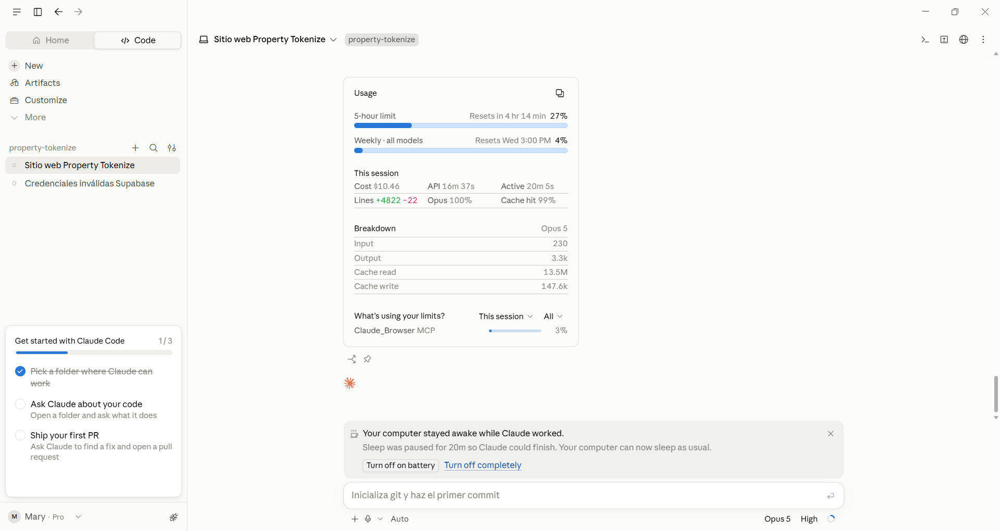 Home
Code
New
Artifacts
Customize
More
property-tokenize
Sitio web Property Tokenize
Credenciales inválidas Supabase
Get started with Claude Code 1 / 3
Pick a folder where Claude can
work
Ask Claude about your code
Open a folder and ask what it does
Ship your first PR
Ask Claude to find a fix and open a pull
request
M Mary · Pro
Sitio web Property Tokenize property-tokenize
Usage
5-hour limit Resets in 4 hr 14 min 27%
Weekly · all models Resets Wed 3:00 PM 4%
This session
Cost $10.46 API 16m 37s Active 20m 5s
Lines +4822 −22 Opus 100% Cache hit 99%
Breakdown Opus 5
Input 230
Output 3.3k
Cache read 13.5M
Cache write 147.6k
What's using your limits? This session All
Claude_Browser MCP 3%
Your computer stayed awake while Claude worked.
Sleep was paused for 20m so Claude could finish. Your computer can now sleep as usual.
Turn off on battery Turn off completely
Inicializa git y haz el primer commit
Auto Opus 5 High